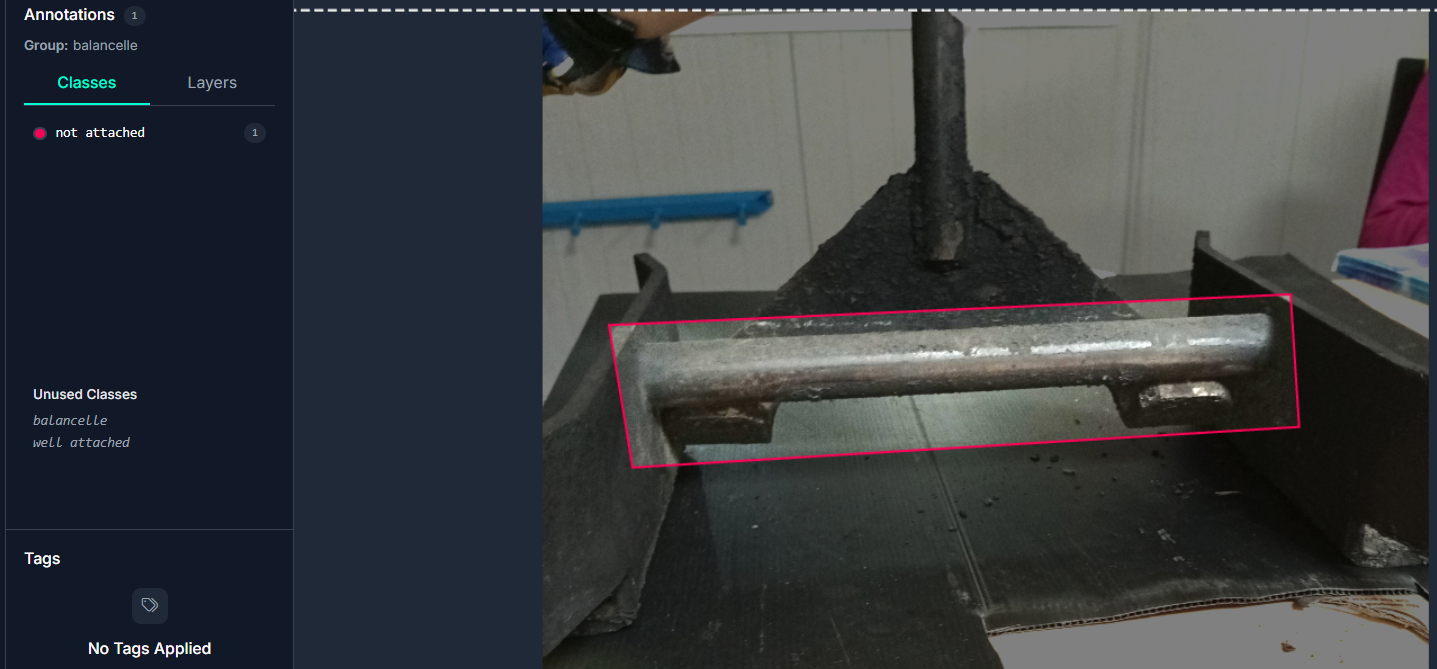 Annotations 1
Group: balancelle
Classes Layers
not attached 1
Unused Classes
balancelle
well attached
Tags
No Tags Applied